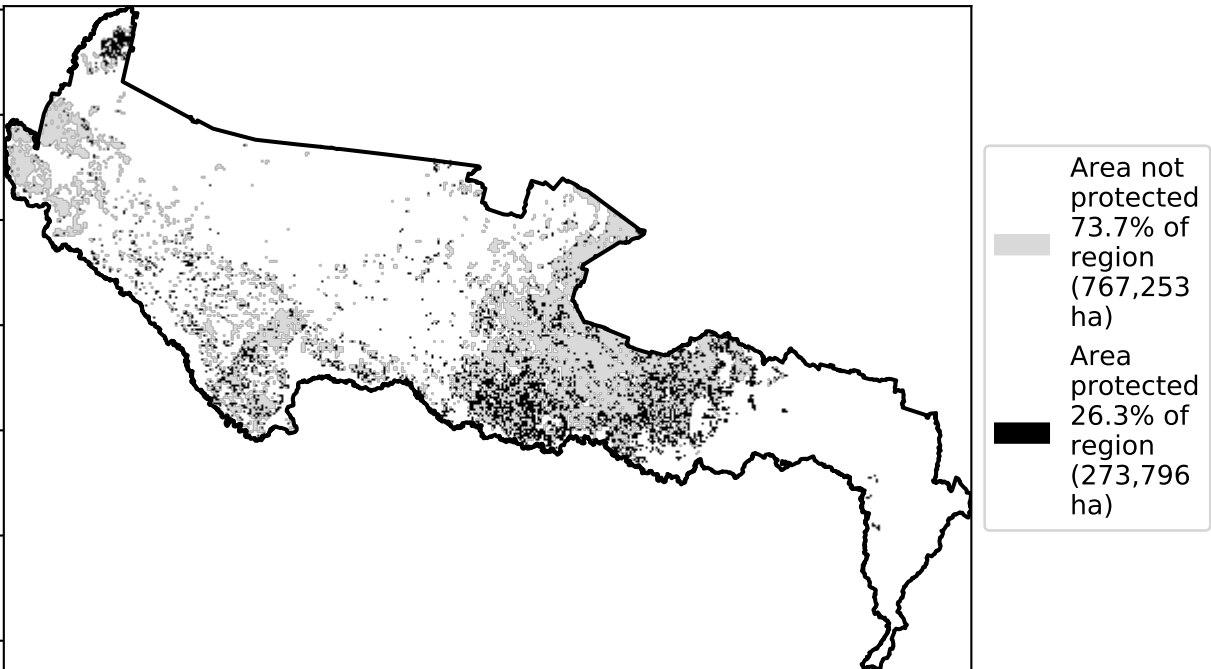 Area not
protected
73.7% of
region
(767,253
ha)
Area
protected
26.3% of
region
(273,796
ha)